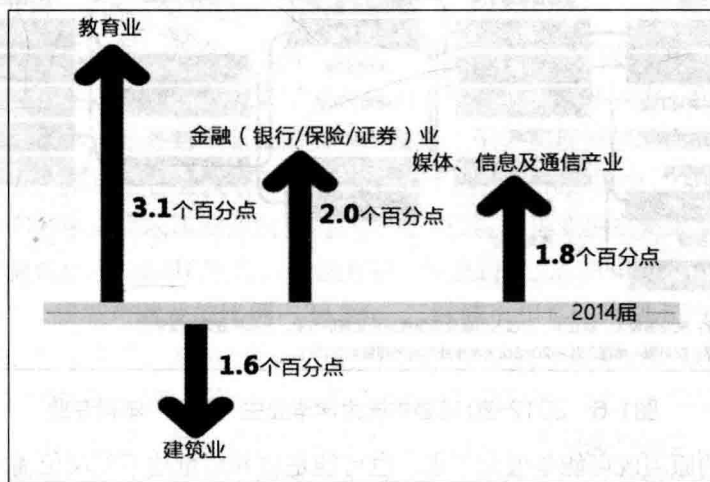 教育业
金融（银行/保险/证券）业
媒体、信息及通信产业
3.1个百分点
2.0个百分点
1.8个百分点
2014届
1.6个百分点
建筑业